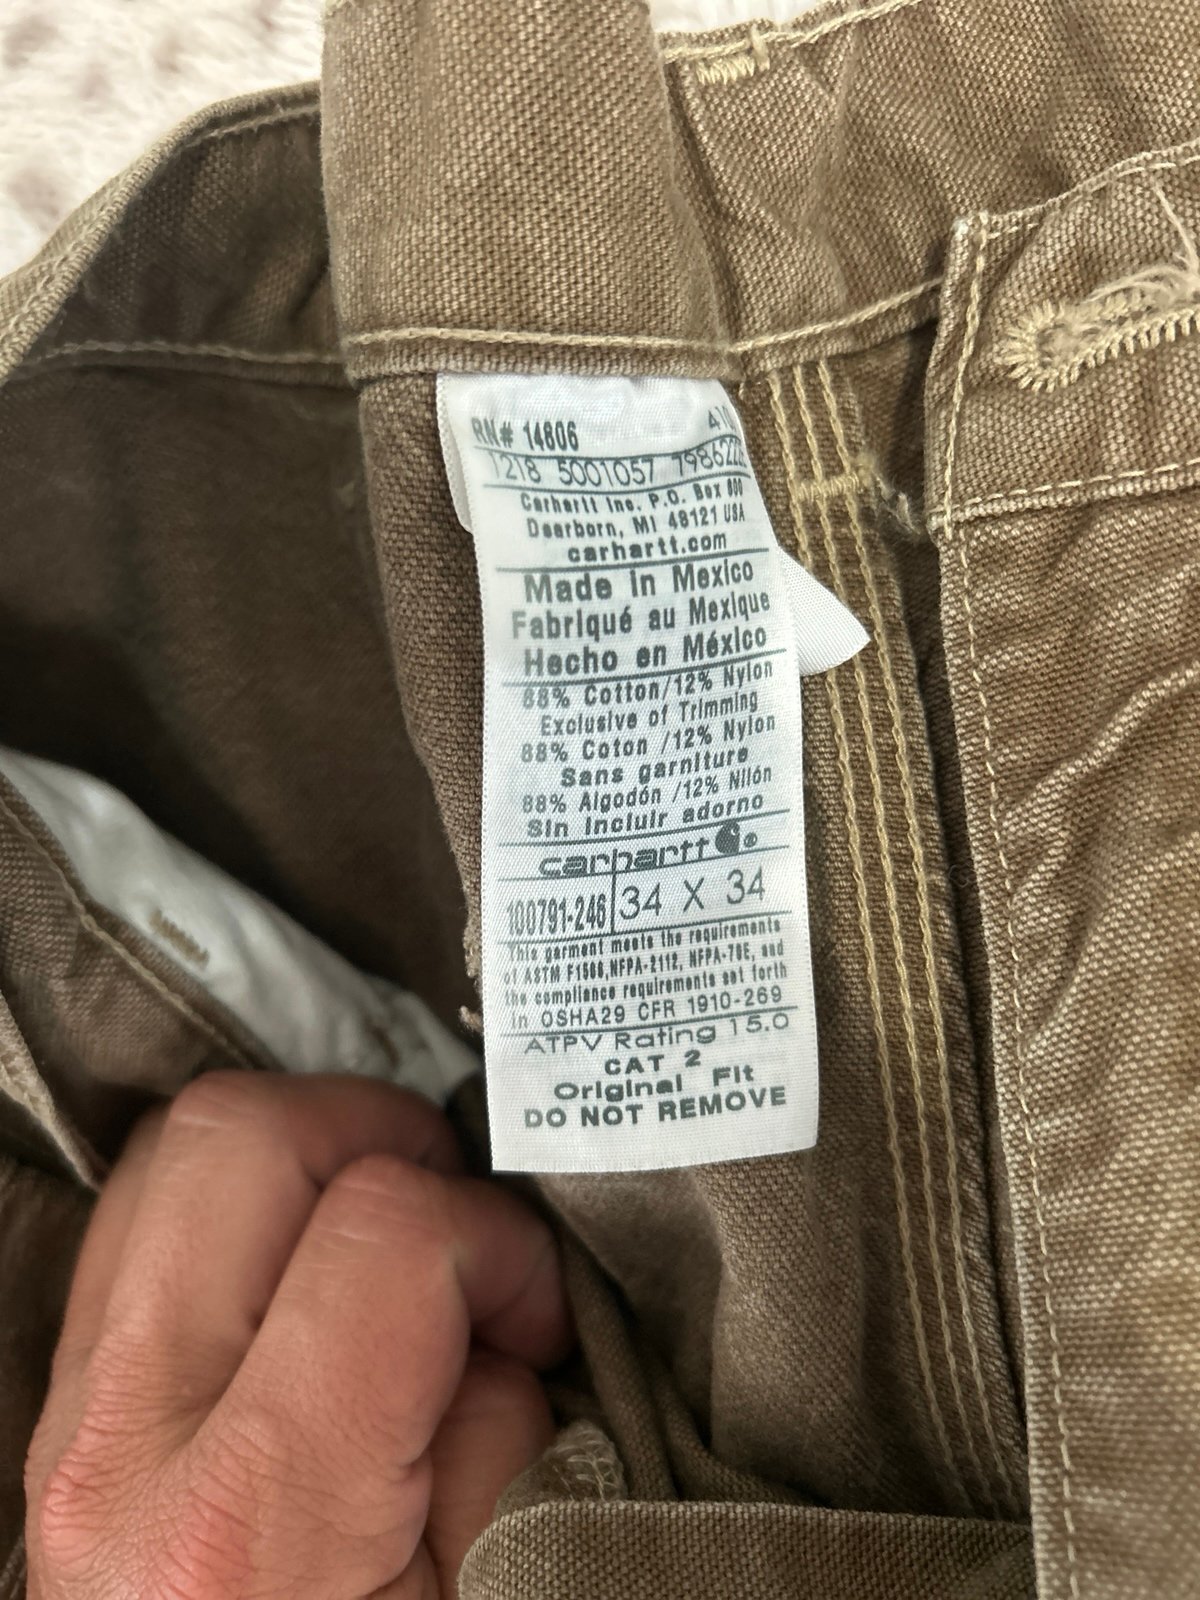 RN# 14806 410
1218 5001057 798622
Carhartt Inc. P.O. Box 600
Dearborn, MI 48121 USA
carhartt.com
Made in Mexico
Fabriqué au Mexique
Hecho en México
88% Cotton/12% Nylon
Exclusive of Trimming
88% Coton /12% Nylon
Sans garniture
88% Algodón /12% Nilón
Sin incluir adorno
carhartt ®
100791-246 34 X 34
This garment meets the requirements
of ASTM F1506,NFPA-2112, NFPA-70E, and
the compliance requirements set forth
in OSHA29 CFR 1910-269
ATPV Rating 15.0
CAT 2
Original Fit
DO NOT REMOVE